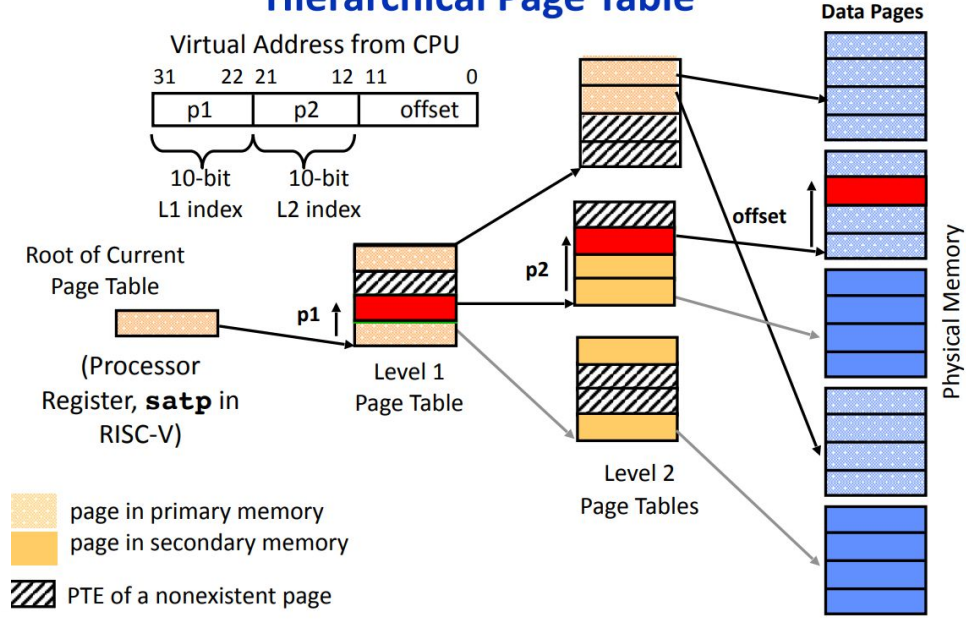 Hierarchical Page Table
Data Pages
Virtual Address from CPU
31 22 21 12 11 0
p1 p2 offset
10-bit
L1 index
10-bit
L2 index
Root of Current
Page Table
(Processor
Register, satp in
RISC-V)
p1
Level 1
Page Table
p2
offset
Level 2
Page Tables
Physical Memory
page in primary memory
page in secondary memory
PTE of a nonexistent page